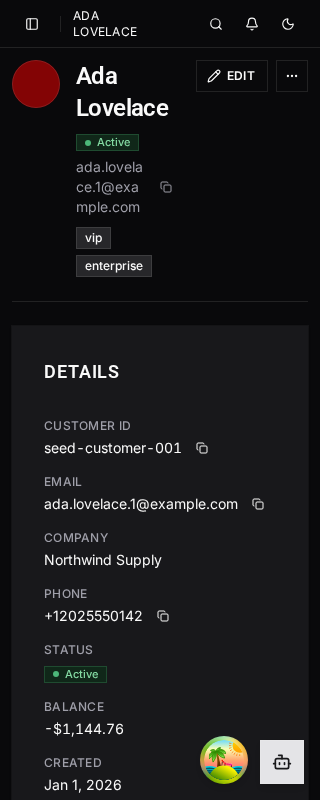 ADA
LOVELACE
Ada
Lovelace
EDIT
Active
ada.lovela
ce.1@exa
mple.com
vip
enterprise
DETAILS
CUSTOMER ID
seed-customer-001
EMAIL
ada.lovelace.1@example.com
COMPANY
Northwind Supply
PHONE
+12025550142
STATUS
Active
BALANCE
-$1,144.76
CREATED
Jan 1, 2026